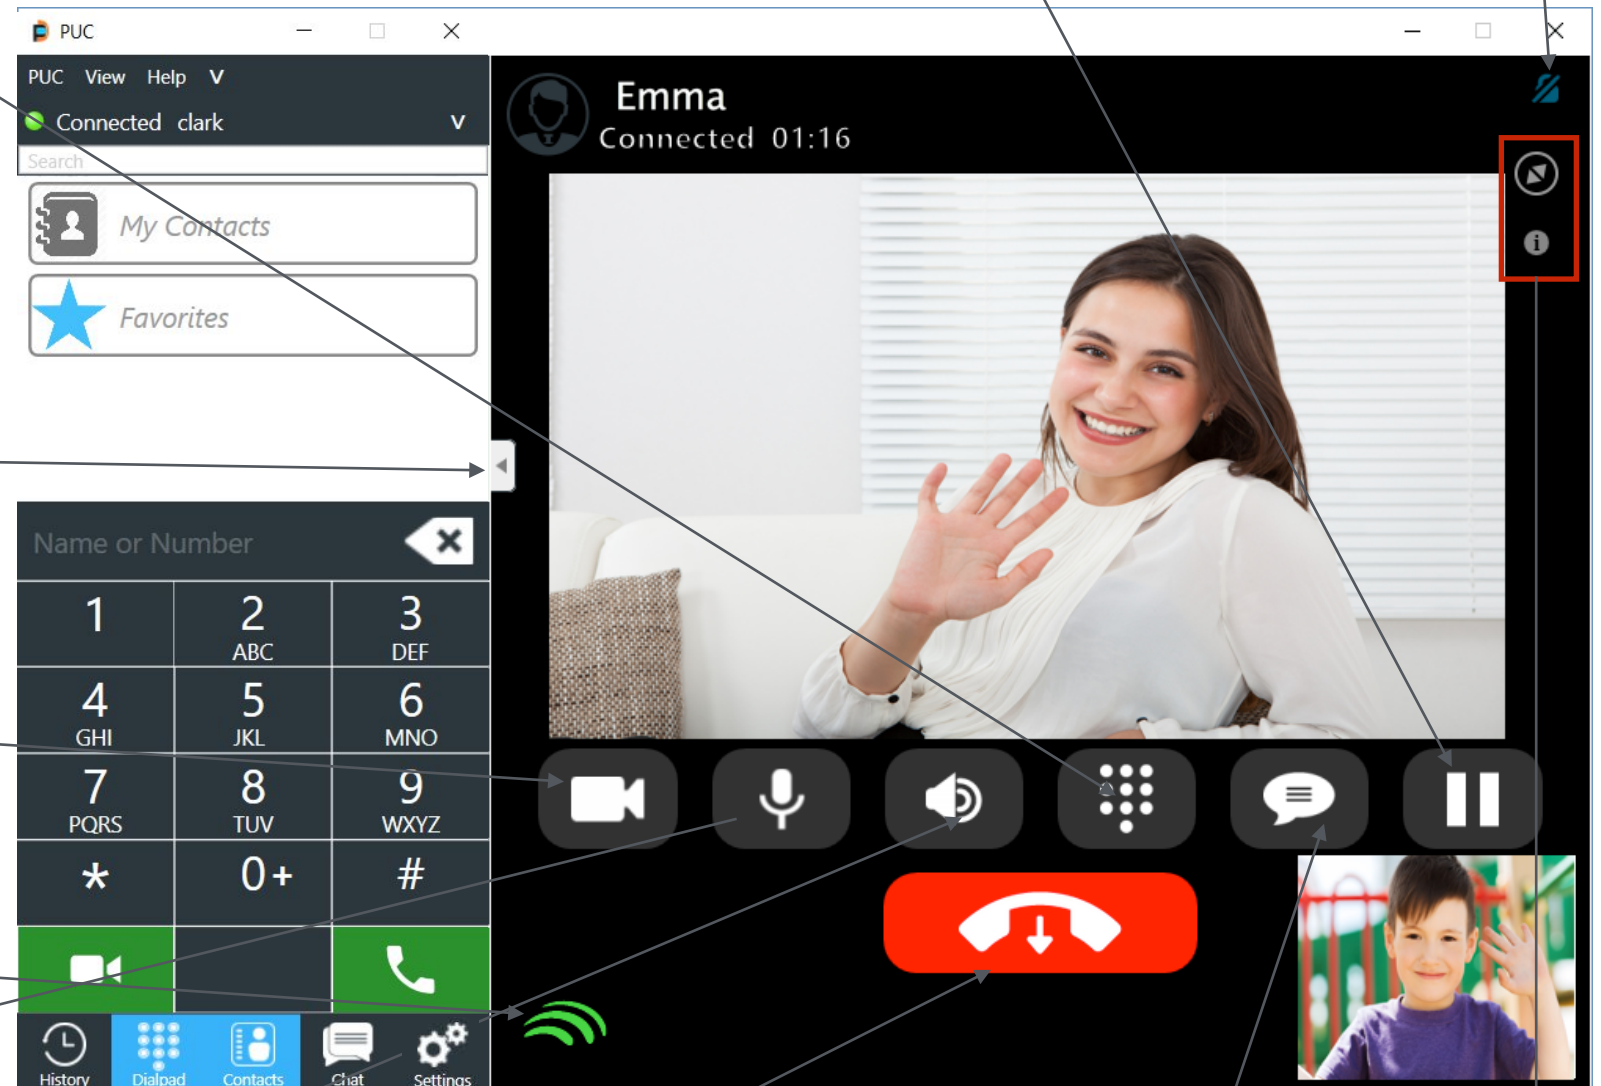 PUC
PUC View Help V
Connected clark V
Search
My Contacts
Favorites
Name or Number
1
2
ABC
3
DEF
4
GHI
5
JKL
6
MNO
7
PQRS
8
TUV
9
WXYZ
*
0+
#
History
Dialpad
Contacts
Chat
Settings
Emma
Connected 01:16